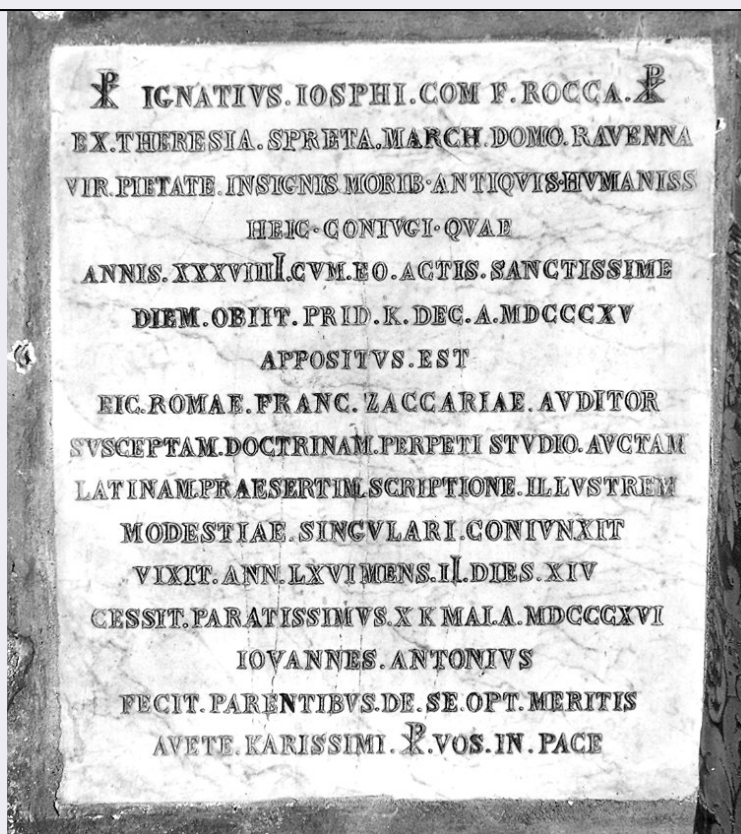 ☧ IGNATIVS.IOSPHI.COM F.ROCCA.☧
EX.THERESIA.SPRETA.MARCH.DOMO.RAVENNA
VIR.PIETATE.INSIGNIS MORIB·ANTIQVIS·HVMANISS
HEIC·CONIVGI·QVAE
ANNIS.XXXVIIII.CVM.EO.ACTIS.SANCTISSIME
DIEM.OBIIT.PRID.K.DEC.A.MDCCCXV
APPOSITVS.EST
EIC.ROMAE.FRANC.ZACCARIAE.AVDITOR
SVSCEPTAM.DOCTRINAM.PERPETI STVDIO.AVCTAM
LATINAM.PRAESERTIM.SCRIPTIONE.ILLVSTREM
MODESTIAE.SINGVLARI.CONIVNXIT
VIXIT.ANN.LXVI MENS.II.DIES.XIV
CESSIT.PARATISSIMVS.X K MAI.A.MDCCCXVI
IOVANNES.ANTONIVS
FECIT.PARENTIBVS.DE.SE.OPT.MERITIS
AVETE.KARISSIMI.☧.VOS.IN.PACE